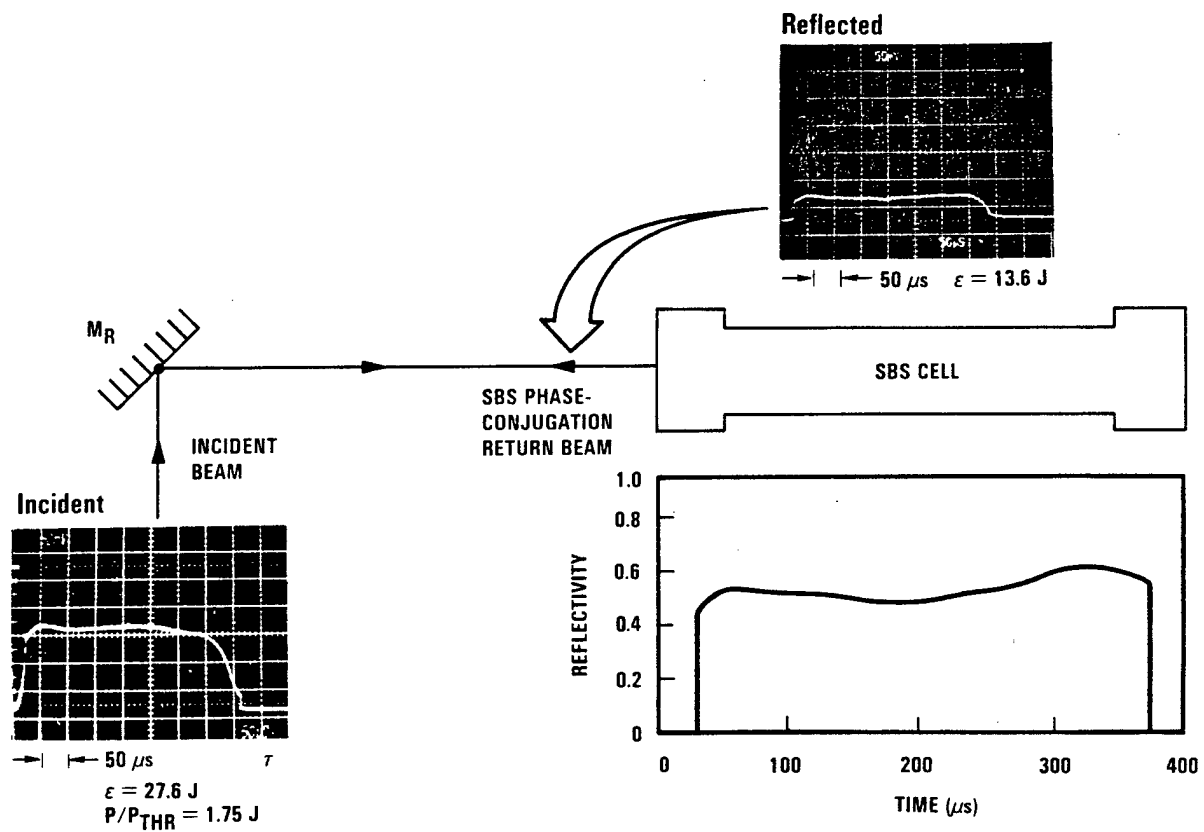 Reflected
50μS
50 μs ε = 13.6 J
M_R
SBS CELL
SBS PHASE-
CONJUGATION
RETURN BEAM
INCIDENT
BEAM
Incident
50 μs τ
ε = 27.6 J
P/P_THR = 1.75 J
1.0
0.8
0.6
0.4
0.2
0
REFLECTIVITY
0 100 200 300 400
TIME (μs)